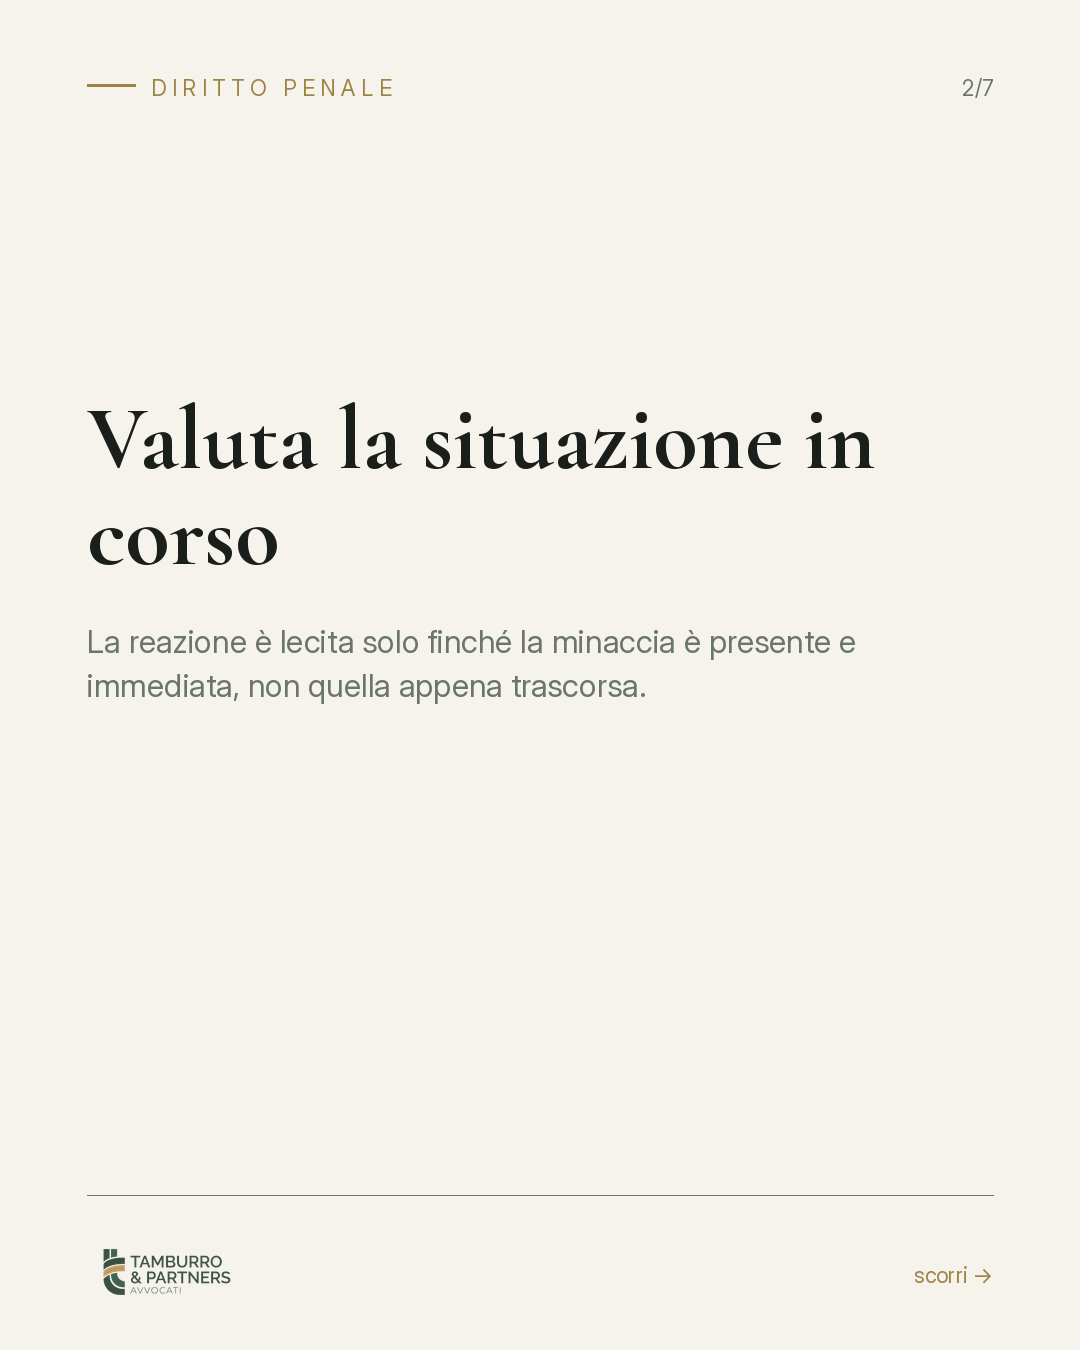 DIRITTO PENALE
2/7
Valuta la situazione in
corso
La reazione è lecita solo finché la minaccia è presente e
immediata, non quella appena trascorsa.
TAMBURRO
& PARTNERS
AVVOCATI
scorri →